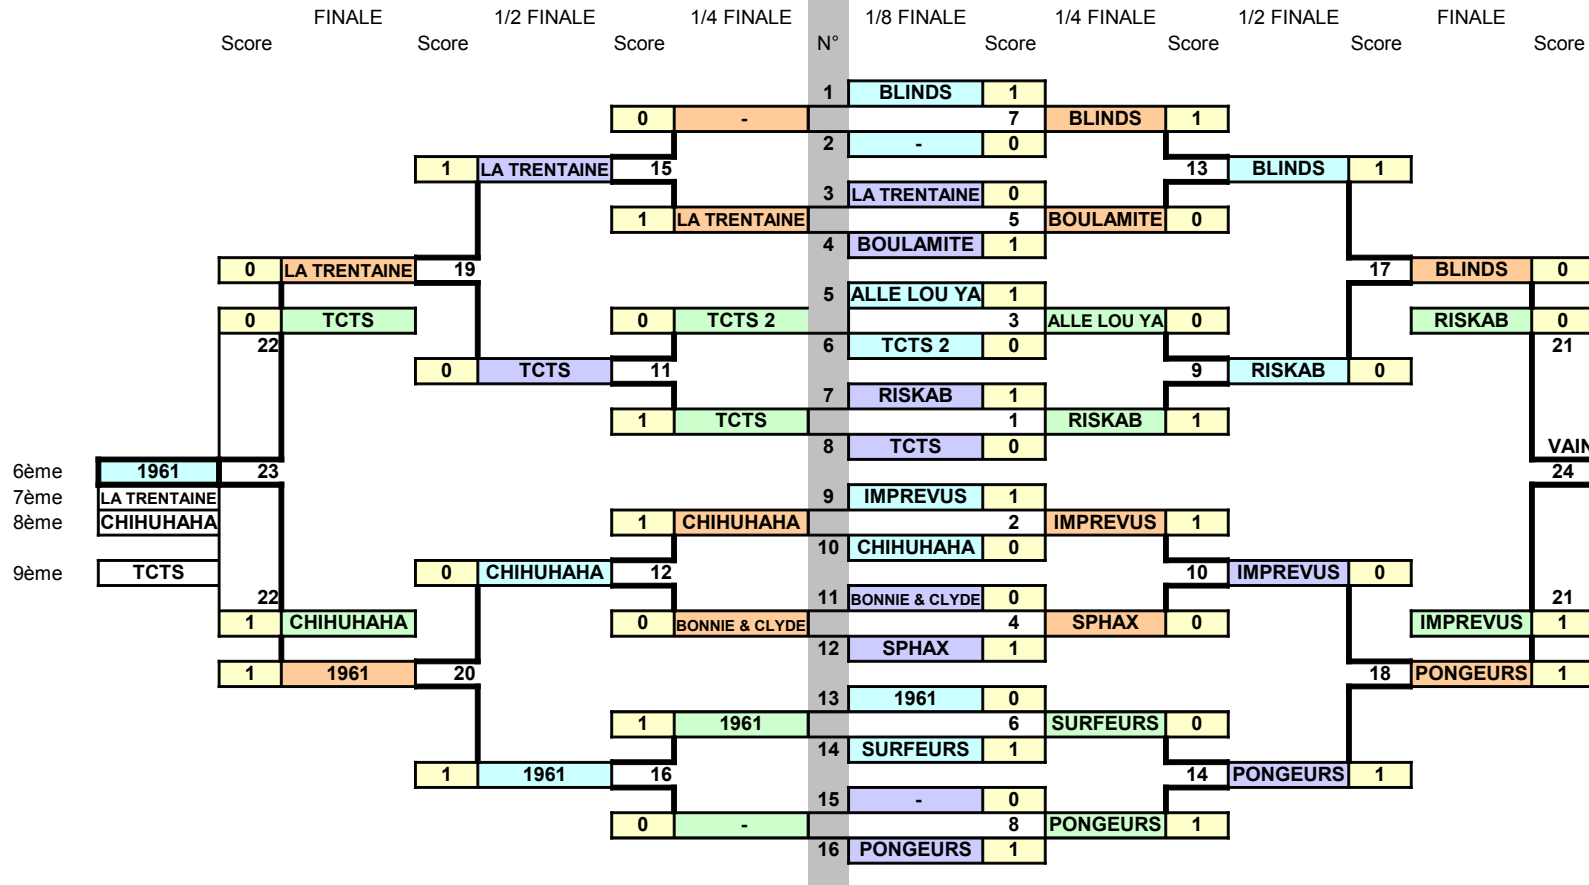 FINALE 1/2 FINALE 1/4 FINALE 1/8 FINALE 1/4 FINALE 1/2 FINALE FINALE
Score Score Score N° Score Score Score Score
1 BLINDS 1
0 - 7 BLINDS 1
2 - 0
1 LA TRENTAINE 15 13 BLINDS 1
3 LA TRENTAINE 0
1 LA TRENTAINE 5 BOULAMITE 0
4 BOULAMITE 1
0 LA TRENTAINE 19 17 BLINDS 0
5 ALLE LOU YA 1
0 TCTS 0 TCTS 2 3 ALLE LOU YA 0 RISKAB 0
22 6 TCTS 2 0 21
0 TCTS 11 9 RISKAB 0
7 RISKAB 1
1 TCTS 1 RISKAB 1
8 TCTS 0 VAIN
6ème 1961 23 24
7ème LA TRENTAINE 9 IMPREVUS 1
8ème CHIHUHAHA 1 CHIHUHAHA 2 IMPREVUS 1
10 CHIHUHAHA 0
9ème TCTS 0 CHIHUHAHA 12 10 IMPREVUS 0
22 11 BONNIE & CLYDE 0 21
1 CHIHUHAHA 0 BONNIE & CLYDE 4 SPHAX 0 IMPREVUS 1
12 SPHAX 1
1 1961 20 18 PONGEURS 1
13 1961 0
1 1961 6 SURFEURS 0
14 SURFEURS 1
1 1961 16 14 PONGEURS 1
15 - 0
0 - 8 PONGEURS 1
16 PONGEURS 1